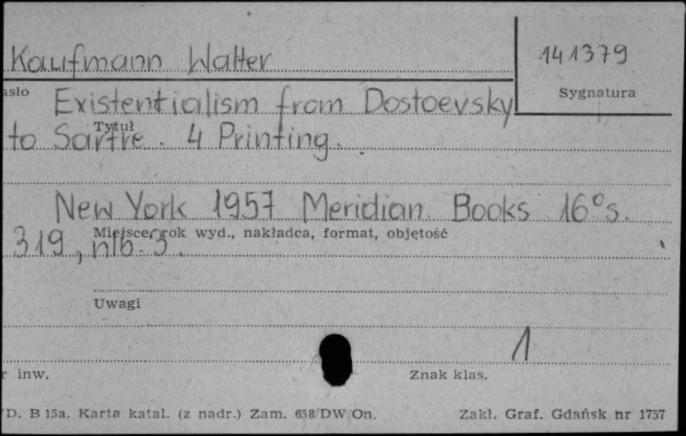 Kaufmann Walter
141379
asło
Sygnatura
Existentialism from Dostoevsky
Tytuł
to Sartre. 4 Printing.
New York 1957 Meridian Books 16°s.
Miejsce, rok wyd., nakładca, format, objętość
319, nlb. 3.
Uwagi
1
r inw.
Znak klas.
D. B 15a. Karta katal. (z nadr.) Zam. 658/DW/On.
Zakł. Graf. Gdańsk nr 1757